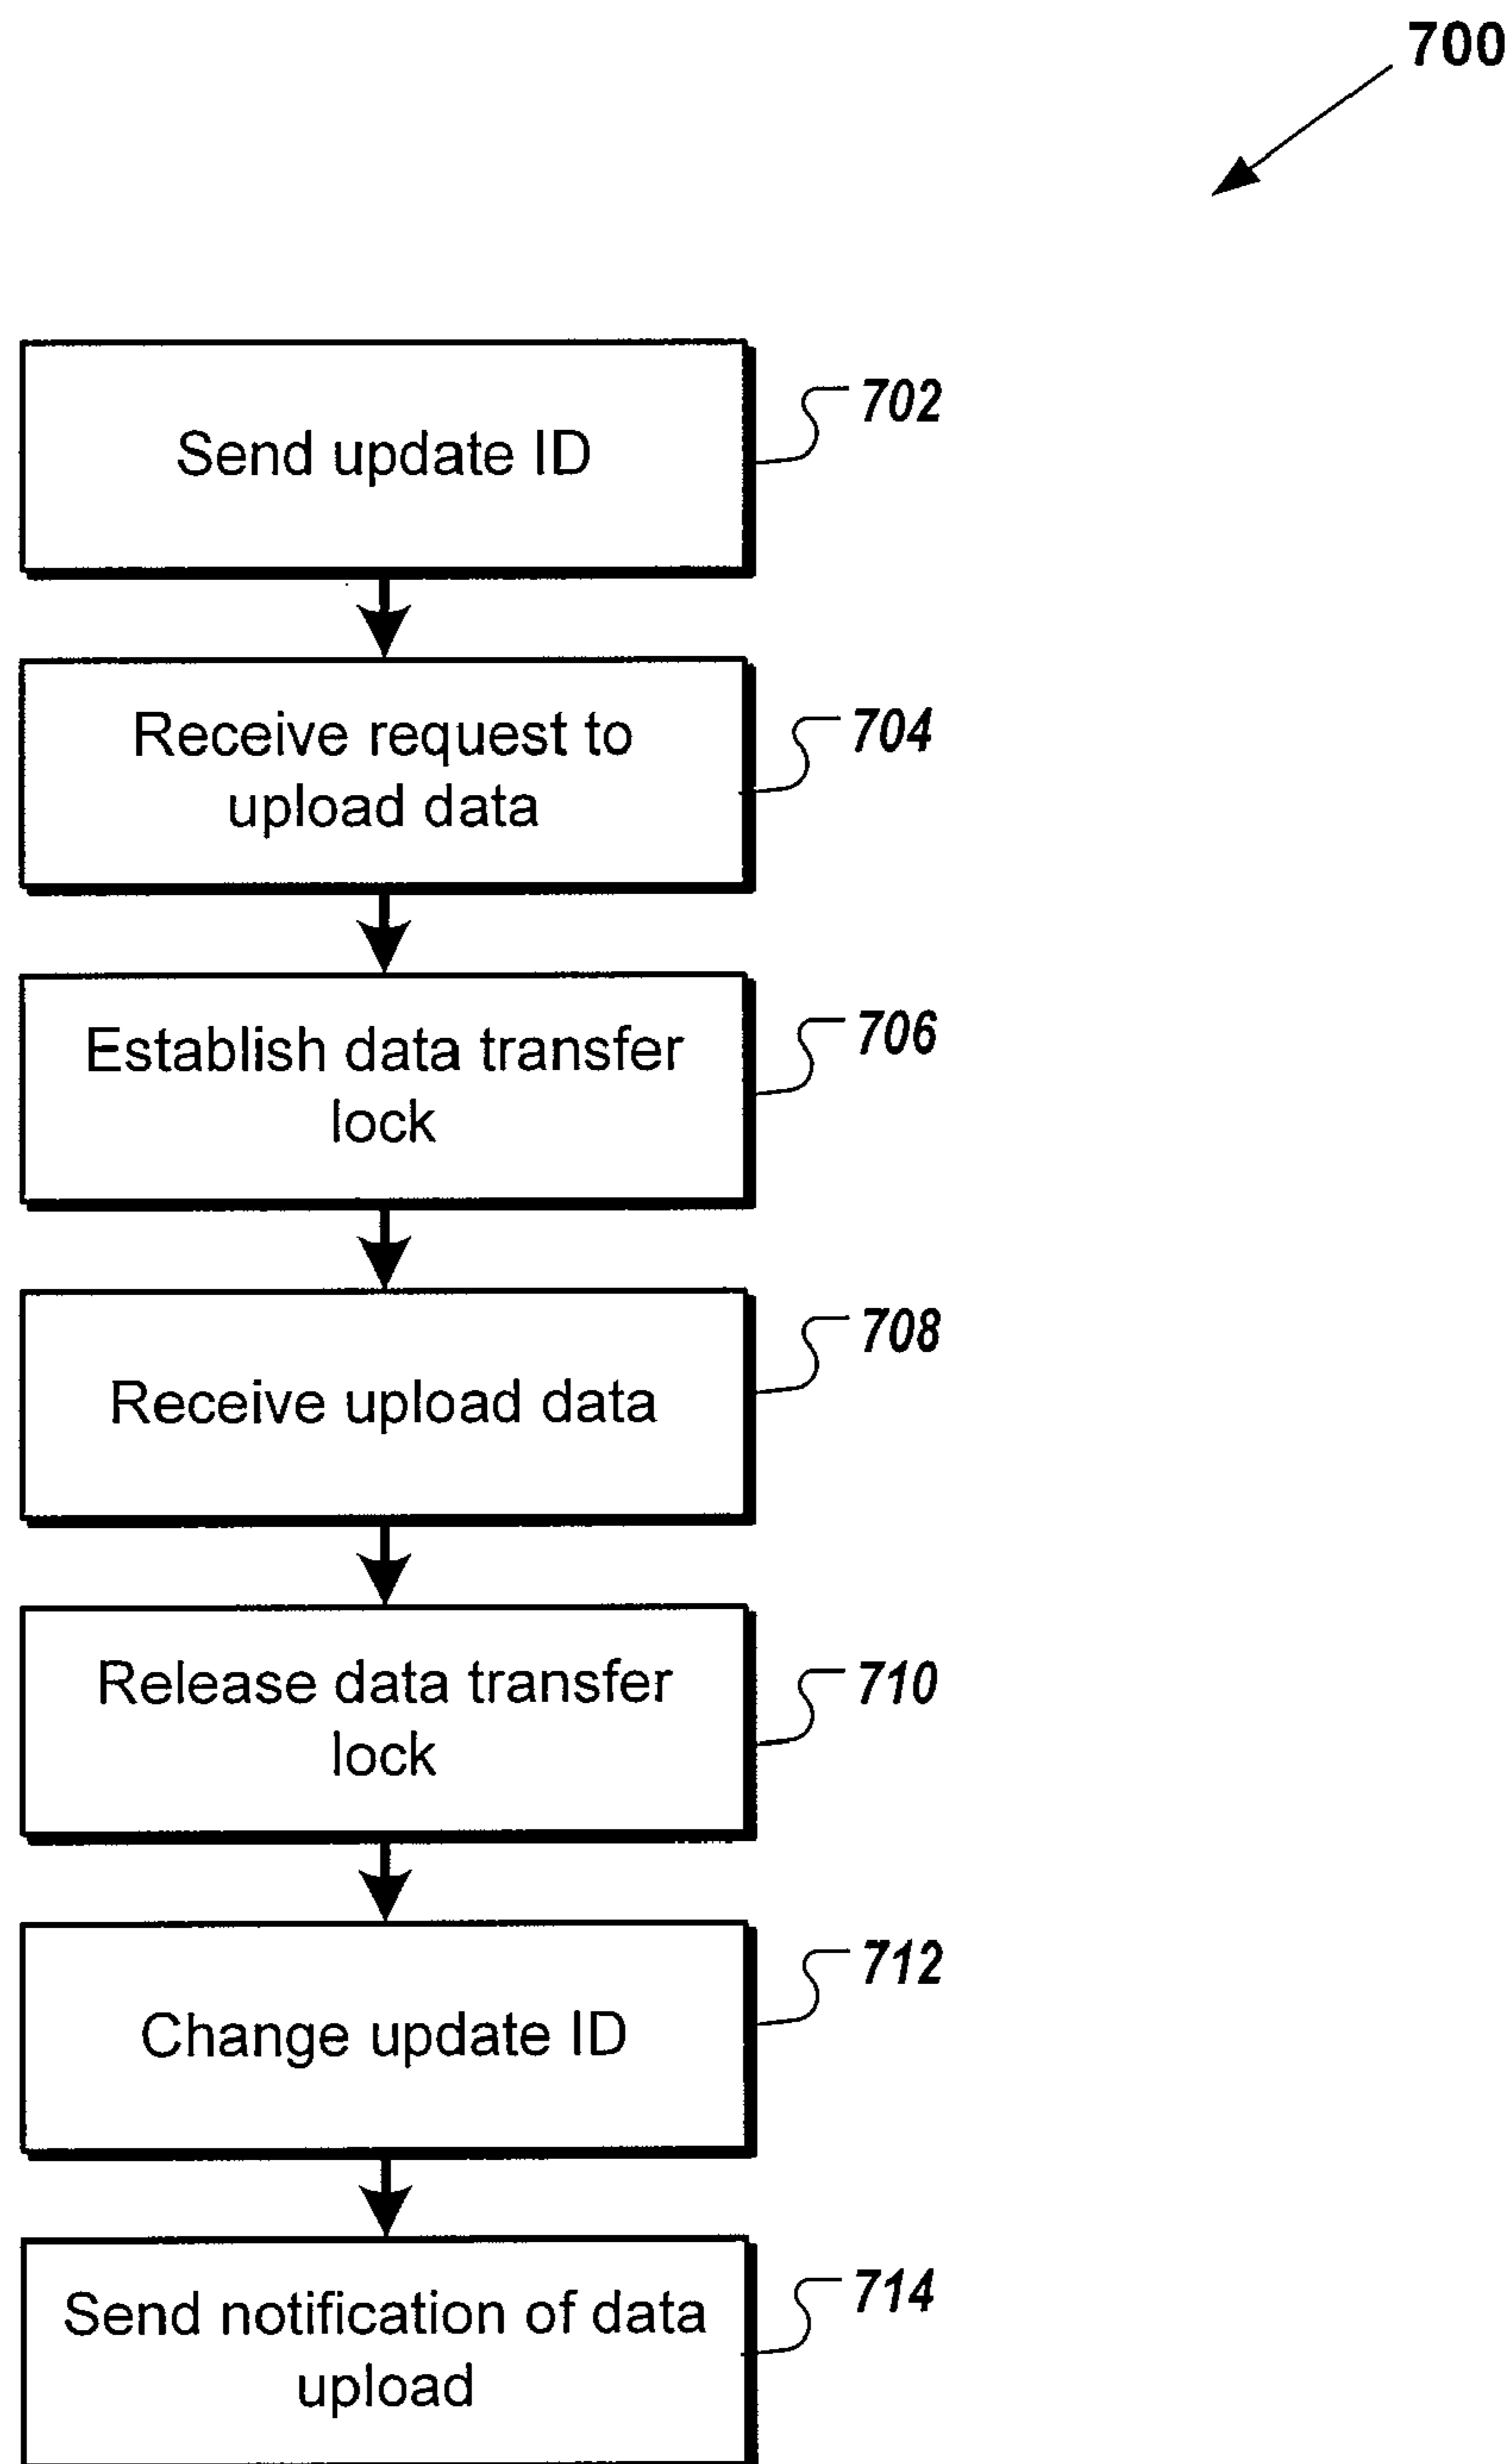 700
Send update ID
702
Receive request to
upload data
704
Establish data transfer
lock
706
Receive upload data
708
Release data transfer
lock
710
Change update ID
712
Send notification of data
upload
714